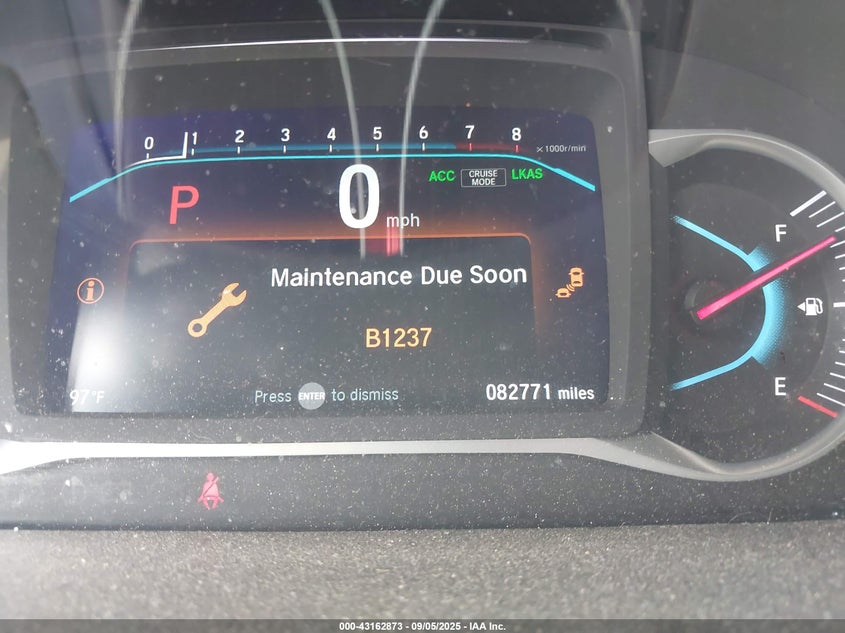 0 1 2 3 4 5 6 7 8 ×1000r/min
P 0 mph ACC CRUISE MODE LKAS
F
Maintenance Due Soon
B1237
E
97°F Press ENTER to dismiss 082771 miles
000-43162873 - 09/05/2025 - IAA Inc.